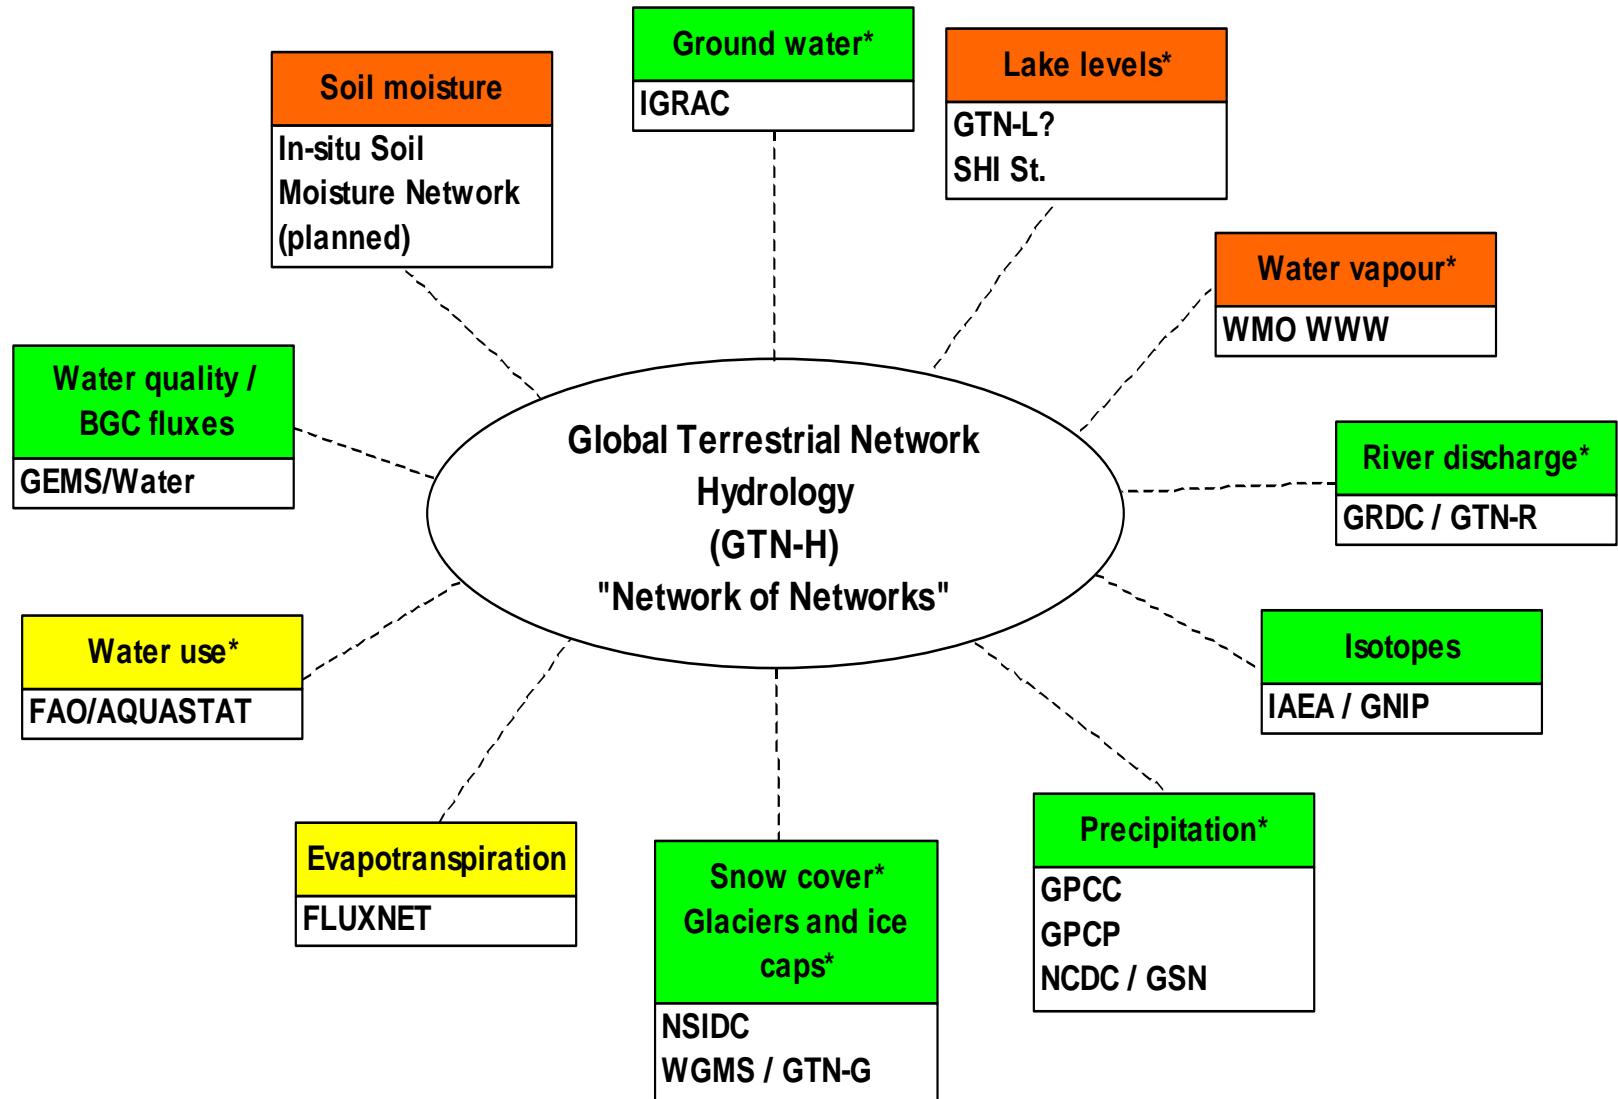 Ground water*
IGRAC
Lake levels*
GTN-L?
SHI St.
Soil moisture
In-situ Soil
Moisture Network
(planned)
Water vapour*
WMO WWW
Water quality /
BGC fluxes
GEMS/Water
Global Terrestrial Network
Hydrology
(GTN-H)
"Network of Networks"
River discharge*
GRDC / GTN-R
Water use*
FAO/AQUASTAT
Isotopes
IAEA / GNIP
Evapotranspiration
FLUXNET
Snow cover*
Glaciers and ice
caps*
NSIDC
WGMS / GTN-G
Precipitation*
GPCC
GPCP
NCDC / GSN